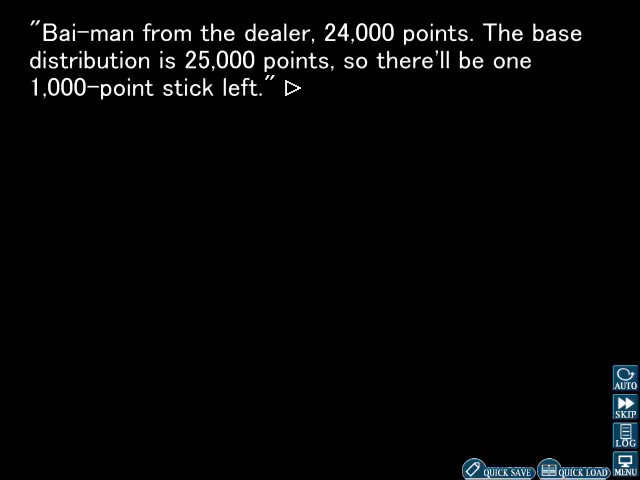 "Bai-man from the dealer, 24,000 points. The base
distribution is 25,000 points, so there'll be one
1,000-point stick left."
AUTO
SKIP
LOG
MENU
QUICK SAVE
QUICK LOAD